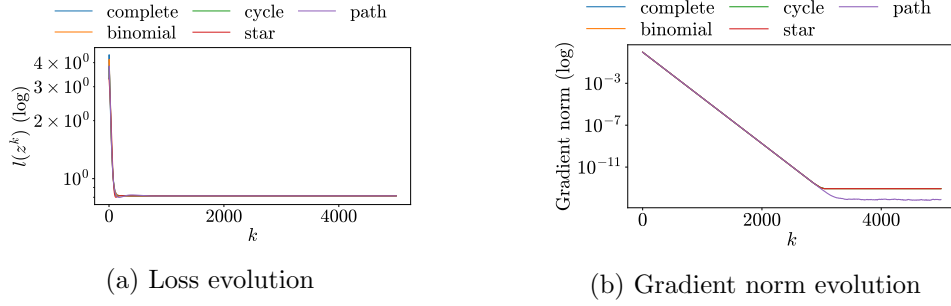 complete cycle path
binomial star
4 × 10⁰
3 × 10⁰
2 × 10⁰
10⁰
l(zᵏ) (log)
0 2000 4000
k
(a) Loss evolution
complete cycle path
binomial star
10⁻³
10⁻⁷
10⁻¹¹
Gradient norm (log)
0 2000 4000
k
(b) Gradient norm evolution